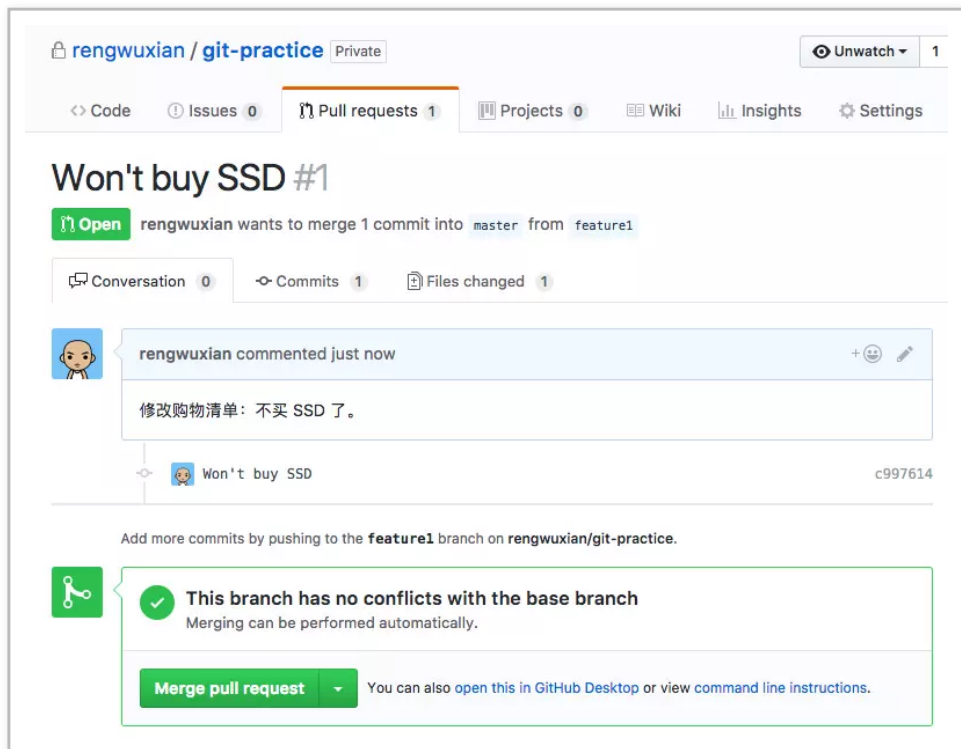 rengwuxian / git-practice Private Unwatch 1
Code Issues 0 Pull requests 1 Projects 0 Wiki Insights Settings
Won't buy SSD #1
Open rengwuxian wants to merge 1 commit into master from feature1
Conversation 0 Commits 1 Files changed 1
rengwuxian commented just now
修改购物清单：不买 SSD 了。
Won't buy SSD c997614
Add more commits by pushing to the feature1 branch on rengwuxian/git-practice.
This branch has no conflicts with the base branch
Merging can be performed automatically.
Merge pull request You can also open this in GitHub Desktop or view command line instructions.